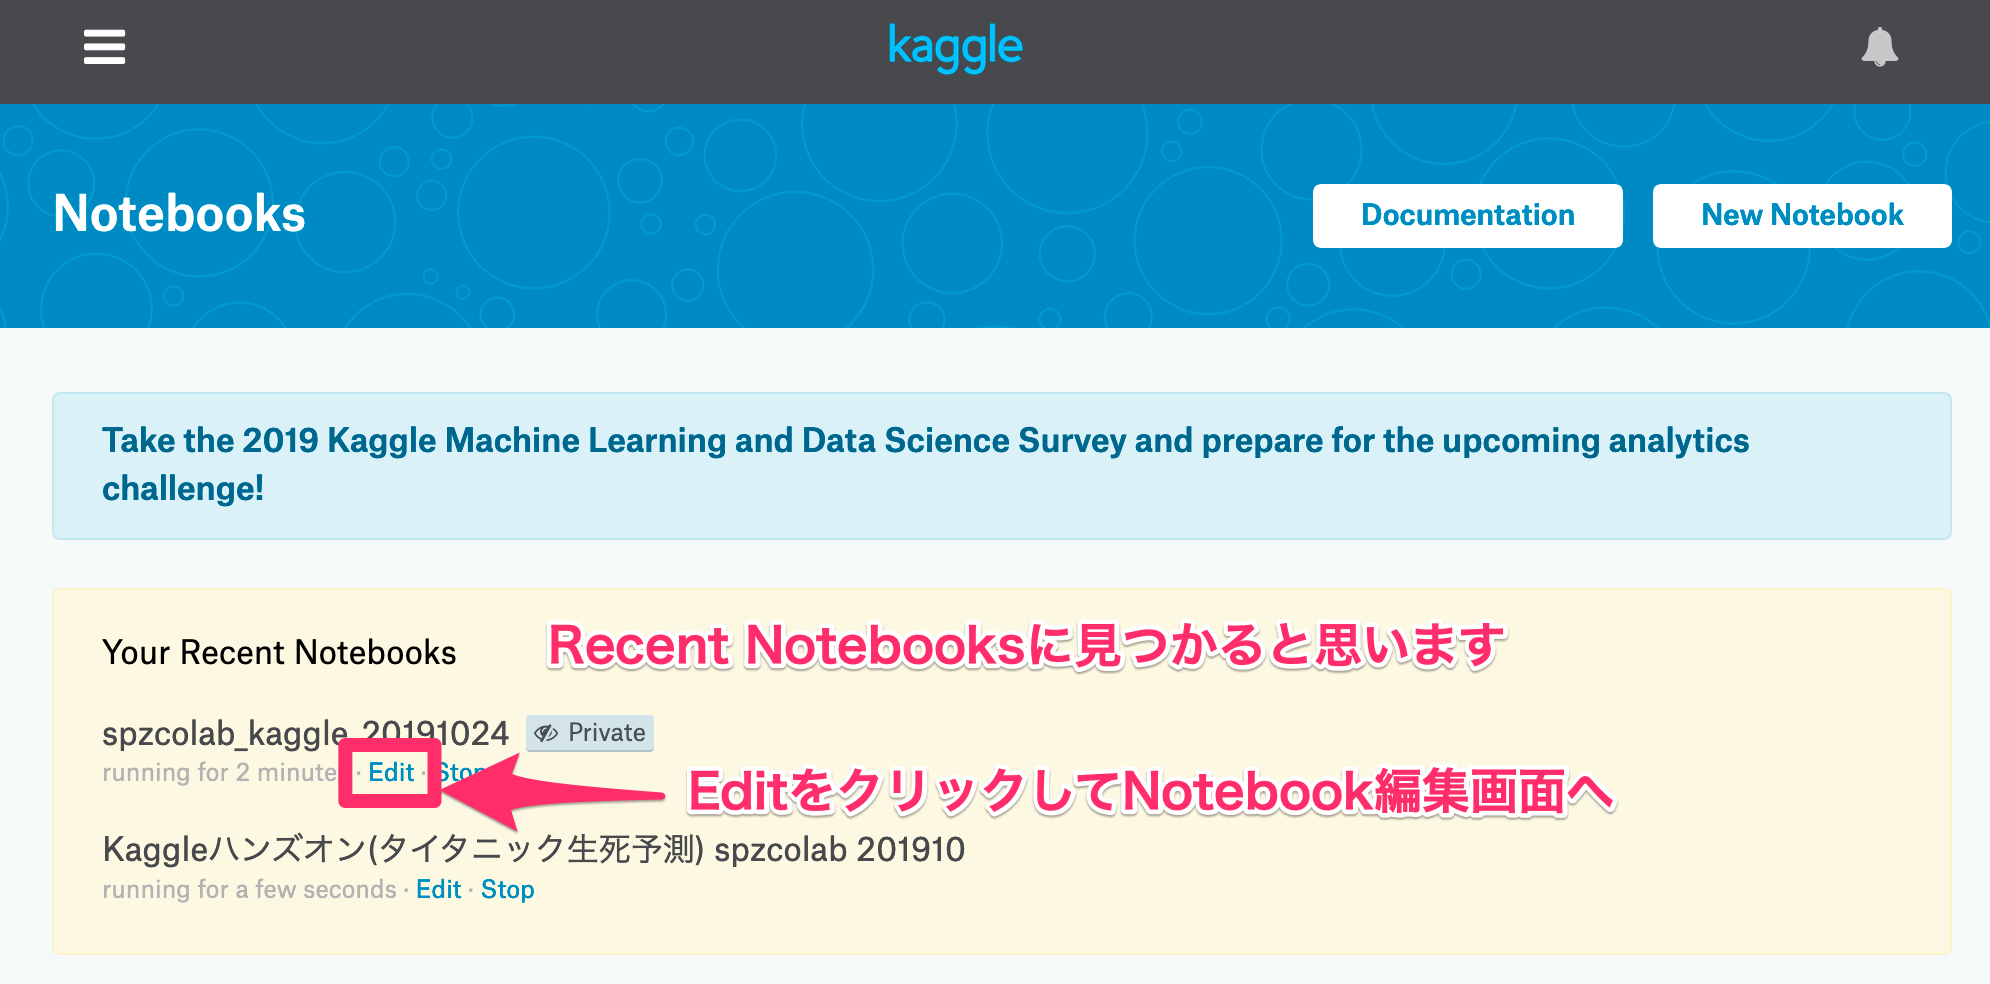 kaggle
Notebooks
Documentation
New Notebook
Take the 2019 Kaggle Machine Learning and Data Science Survey and prepare for the upcoming analytics
challenge!
Your Recent Notebooks
Recent Notebooksに見つかると思います
spzcolab_kaggle_20191024 Private
running for 2 minute · Edit · Stop
EditをクリックしてNotebook編集画面へ
Kaggleハンズオン(タイタニック生死予測) spzcolab 201910
running for a few seconds · Edit · Stop